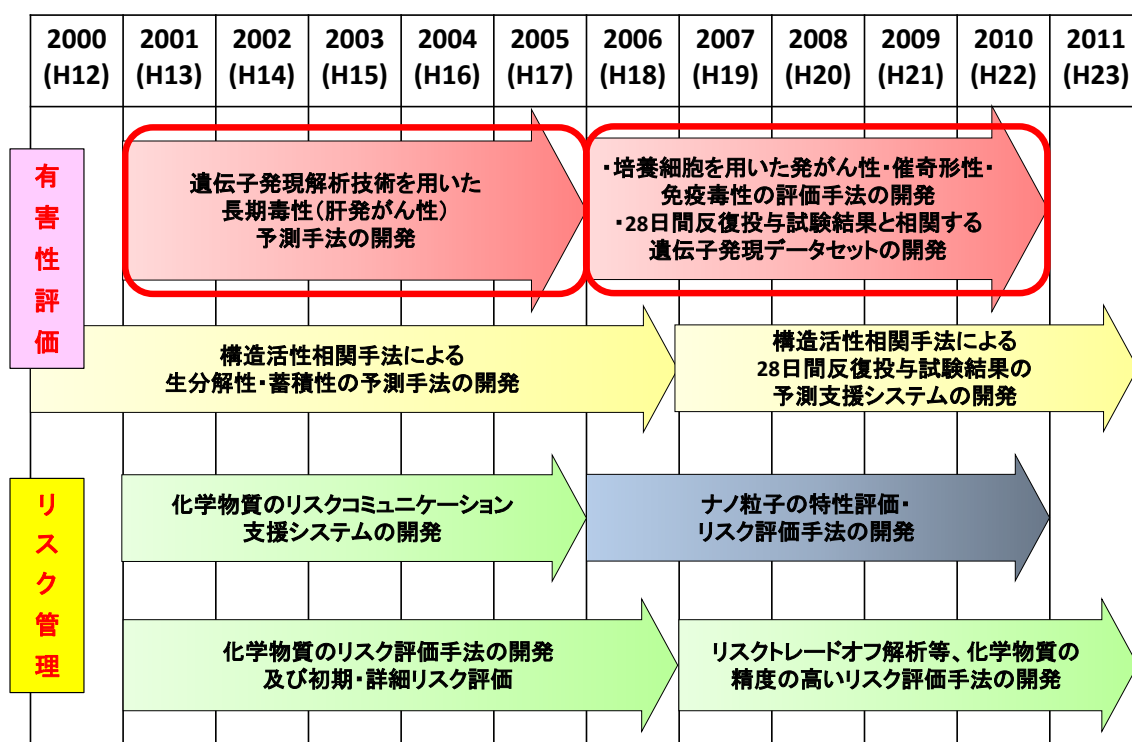 2000 2001 2002 2003 2004 2005 2006 2007 2008 2009 2010 2011
(H12) (H13) (H14) (H15) (H16) (H17) (H18) (H19) (H20) (H21) (H22) (H23)
有害性評価
遺伝子発現解析技術を用いた
長期毒性(肝発がん性)
予測手法の開発
・培養細胞を用いた発がん性・催奇形性・
免疫毒性の評価手法の開発
・28日間反復投与試験結果と相関する
遺伝子発現データセットの開発
構造活性相関手法による
生分解性・蓄積性の予測手法の開発
構造活性相関手法による
28日間反復投与試験結果の
予測支援システムの開発
リスク管理
化学物質のリスクコミュニケーション
支援システムの開発
ナノ粒子の特性評価・
リスク評価手法の開発
化学物質のリスク評価手法の開発
及び初期・詳細リスク評価
リスクトレードオフ解析等、化学物質の
精度の高いリスク評価手法の開発